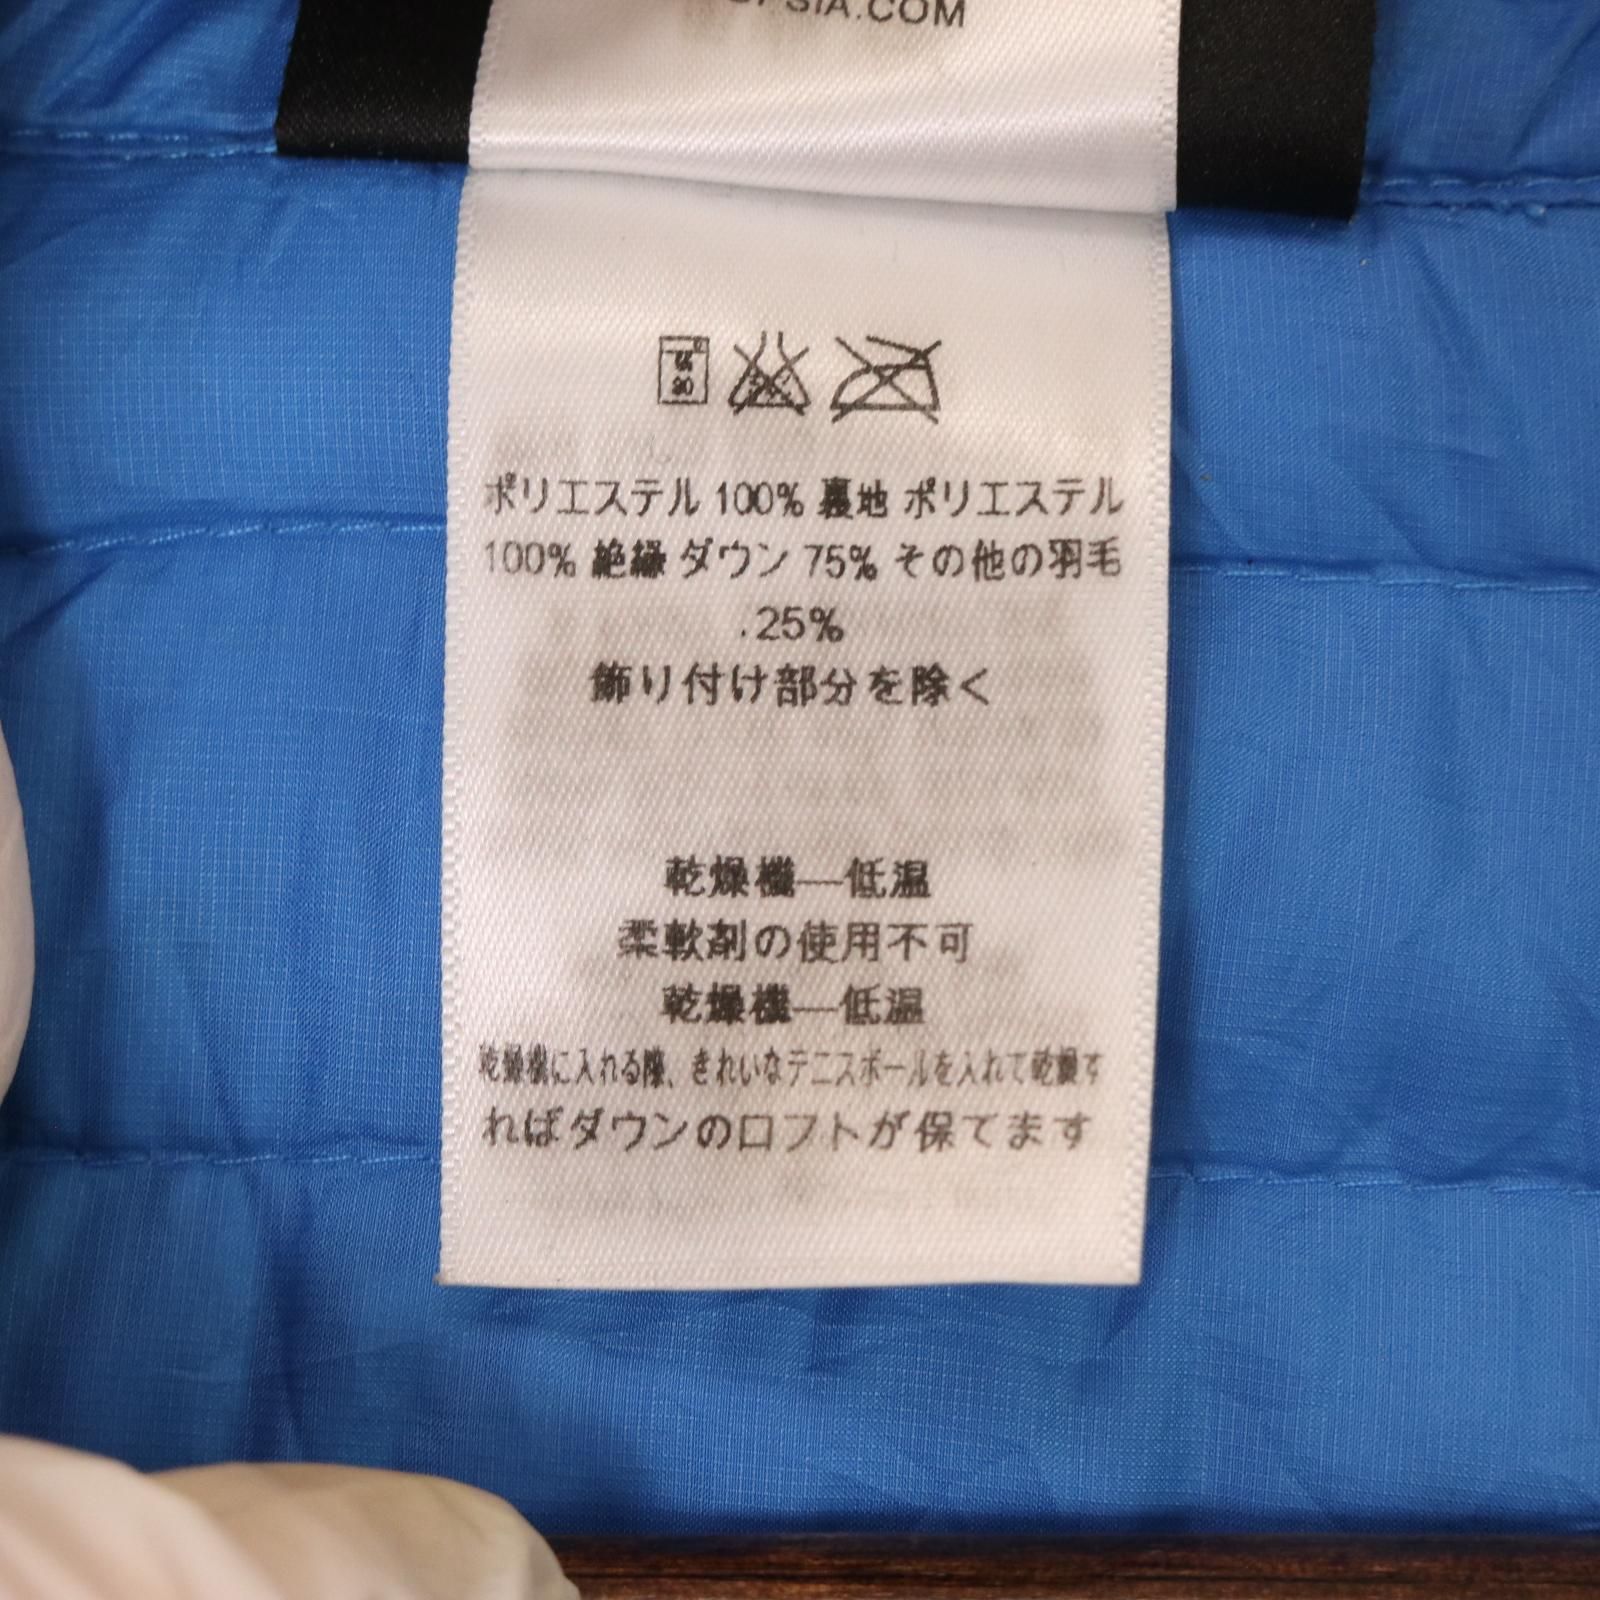 SIA.COM
ポリエステル 100% 裏地 ポリエステル
100% 絶縁 ダウン 75% その他の羽毛
.25%
飾り付け部分を除く
乾燥機—低温
柔軟剤の使用不可
乾燥機—低温
乾燥機に入れる際、きれいなテニスボールを入れて乾燥す
ればダウンのロフトが保てます